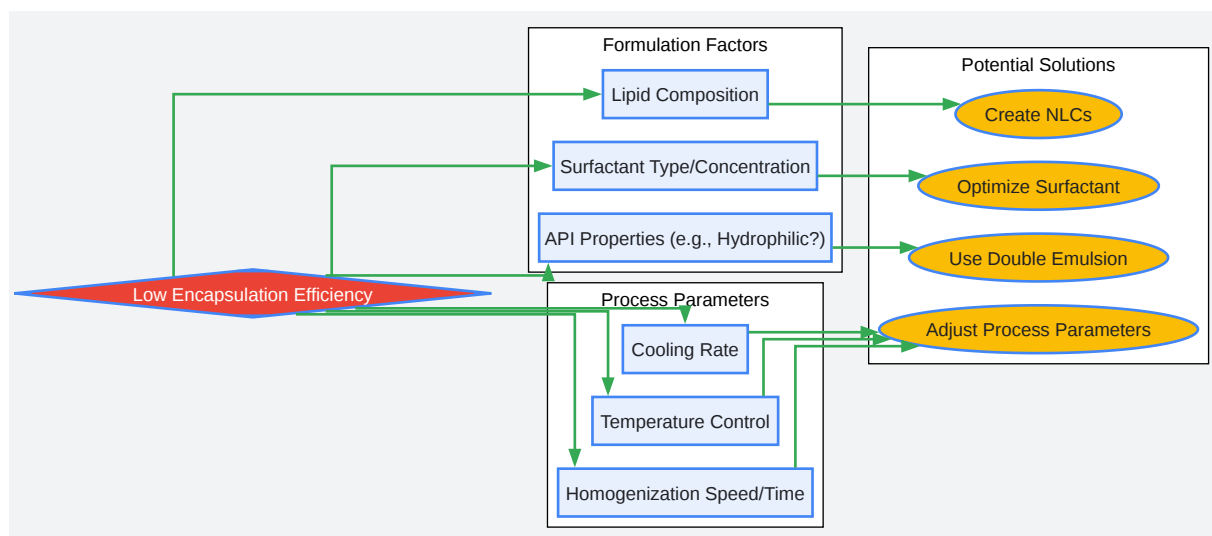 Low Encapsulation Efficiency
Formulation Factors
Lipid Composition
Surfactant Type/Concentration
API Properties (e.g., Hydrophilic?)
Process Parameters
Cooling Rate
Temperature Control
Homogenization Speed/Time
Potential Solutions
Create NLCs
Optimize Surfactant
Use Double Emulsion
Adjust Process Parameters